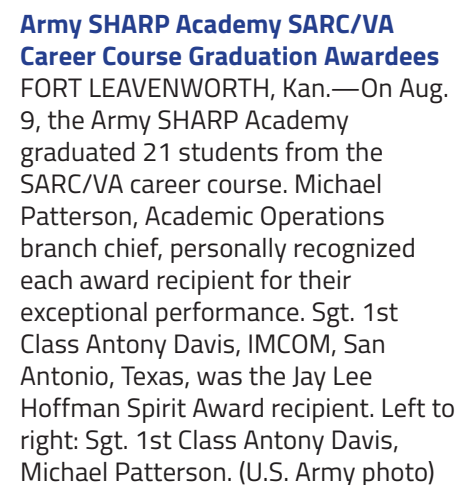 Army SHARP Academy SARC/VA
Career Course Graduation Awardees
FORT LEAVENWORTH, Kan.—On Aug.
9, the Army SHARP Academy
graduated 21 students from the
SARC/VA career course. Michael
Patterson, Academic Operations
branch chief, personally recognized
each award recipient for their
exceptional performance. Sgt. 1st
Class Antony Davis, IMCOM, San
Antonio, Texas, was the Jay Lee
Hoffman Spirit Award recipient. Left to
right: Sgt. 1st Class Antony Davis,
Michael Patterson. (U.S. Army photo)